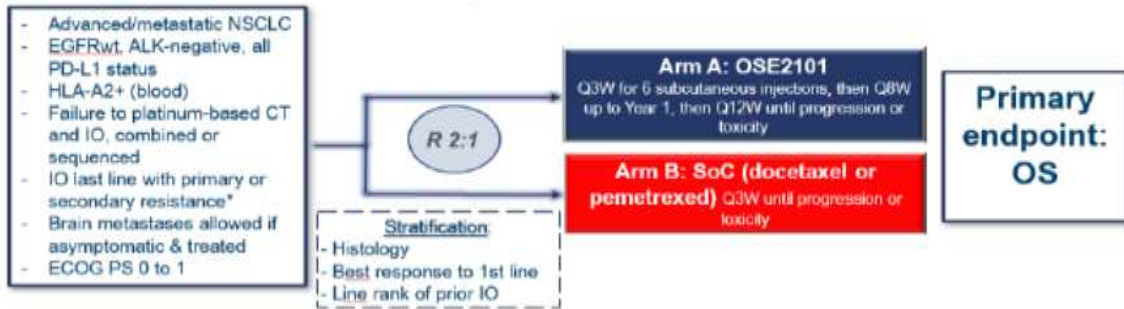 - Advanced/metastatic NSCLC
- EGFRwt, ALK-negative, all
PD-L1 status
- HLA-A2+ (blood)
- Failure to platinum-based CT
and IO, combined or
sequenced
- IO last line with primary or
secondary resistance*
- Brain metastases allowed if
asymptomatic & treated
- ECOG PS 0 to 1
R 2:1
Stratification:
- Histology
- Best response to 1st line
- Line rank of prior IO
Arm A: OSE2101
Q3W for 6 subcutaneous injections, then Q8W
up to Year 1, then Q12W until progression or
toxicity
Arm B: SoC (docetaxel or
pemetrexed) Q3W until progression or
toxicity
Primary
endpoint:
OS